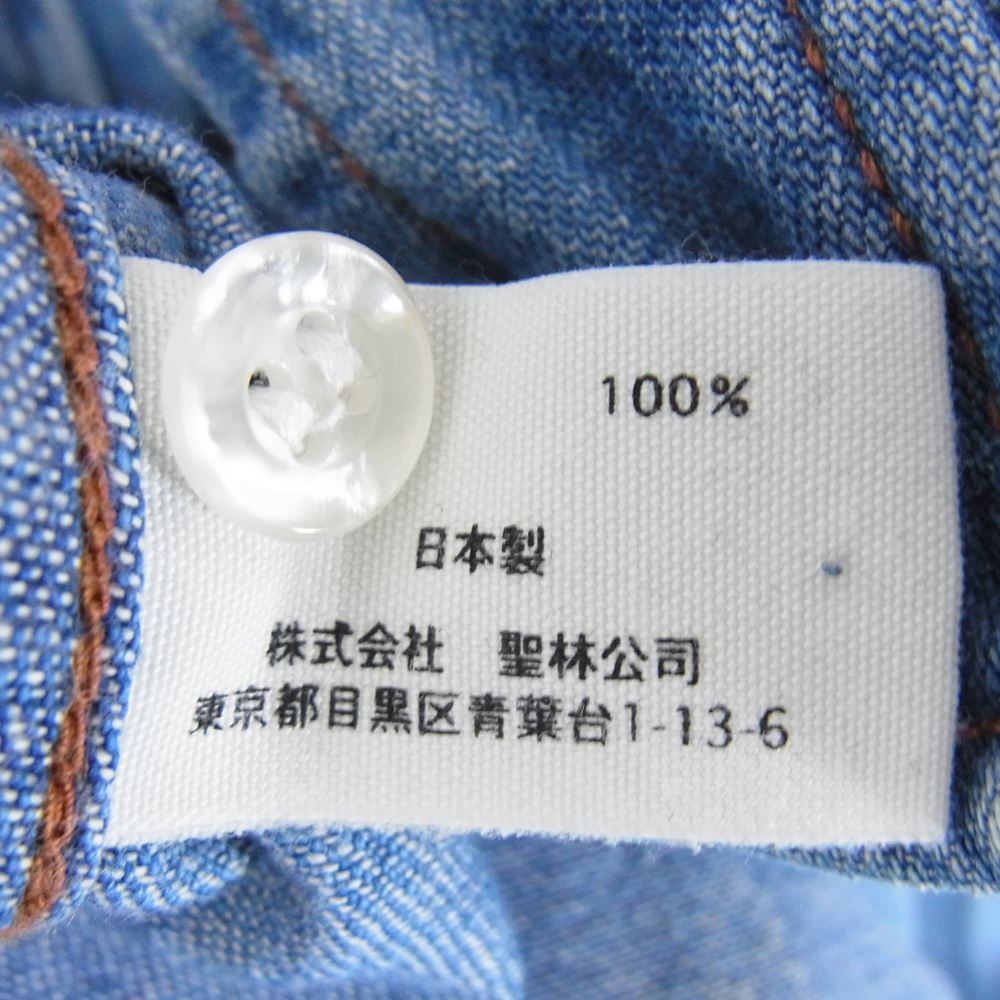 100%
日本製
株式会社 聖林公司
東京都目黒区青葉台1-13-6